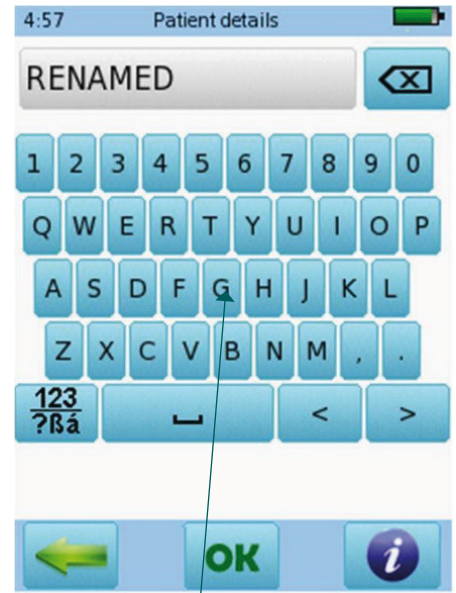 4:57 Patient details
RENAMED
1 2 3 4 5 6 7 8 9 0
Q W E R T Y U I O P
A S D F G H J K L
Z X C V B N M , .
123
?ßá ⎵ < >
OK i